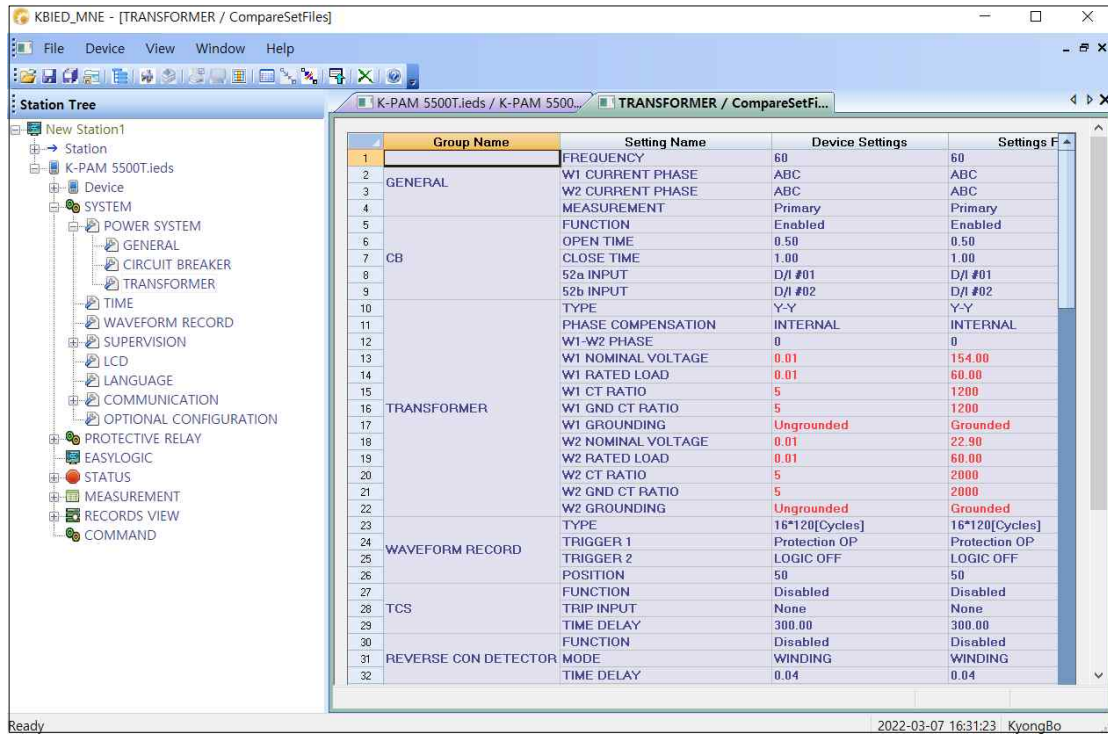 KBIED_MNE - [TRANSFORMER / CompareSetFiles]
File Device View Window Help
Station Tree
K-PAM 5500T.ieds / K-PAM 5500... TRANSFORMER / CompareSetFi...
New Station1
Station
K-PAM 5500T.ieds
Device
SYSTEM
POWER SYSTEM
GENERAL
CIRCUIT BREAKER
TRANSFORMER
TIME
WAVEFORM RECORD
SUPERVISION
LCD
LANGUAGE
COMMUNICATION
OPTIONAL CONFIGURATION
PROTECTIVE RELAY
EASYLOGIC
STATUS
MEASUREMENT
RECORDS VIEW
COMMAND
Group Name Setting Name Device Settings Settings F
1 FREQUENCY 60 60
2 GENERAL W1 CURRENT PHASE ABC ABC
3 W2 CURRENT PHASE ABC ABC
4 MEASUREMENT Primary Primary
5 FUNCTION Enabled Enabled
6 OPEN TIME 0.50 0.50
7 CB CLOSE TIME 1.00 1.00
8 52a INPUT D/I #01 D/I #01
9 52b INPUT D/I #02 D/I #02
10 TYPE Y-Y Y-Y
11 PHASE COMPENSATION INTERNAL INTERNAL
12 W1-W2 PHASE 0 0
13 W1 NOMINAL VOLTAGE 0.01 154.00
14 W1 RATED LOAD 0.01 60.00
15 W1 CT RATIO 5 1200
16 TRANSFORMER W1 GND CT RATIO 5 1200
17 W1 GROUNDING Ungrounded Grounded
18 W2 NOMINAL VOLTAGE 0.01 22.90
19 W2 RATED LOAD 0.01 60.00
20 W2 CT RATIO 5 2000
21 W2 GND CT RATIO 5 2000
22 W2 GROUNDING Ungrounded Grounded
23 TYPE 16*120[Cycles] 16*120[Cycles]
24 WAVEFORM RECORD TRIGGER 1 Protection OP Protection OP
25 TRIGGER 2 LOGIC OFF LOGIC OFF
26 POSITION 50 50
27 FUNCTION Disabled Disabled
28 TCS TRIP INPUT None None
29 TIME DELAY 300.00 300.00
30 FUNCTION Disabled Disabled
31 REVERSE CON DETECTOR MODE WINDING WINDING
32 TIME DELAY 0.04 0.04
Ready 2022-03-07 16:31:23 KyongBo